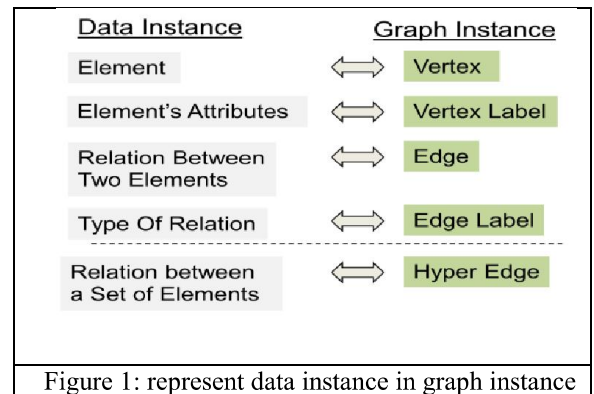 Data Instance Graph Instance
Element Vertex
Element's Attributes Vertex Label
Relation Between Edge
Two Elements
Type Of Relation Edge Label
Relation between Hyper Edge
a Set of Elements
Figure 1: represent data instance in graph instance